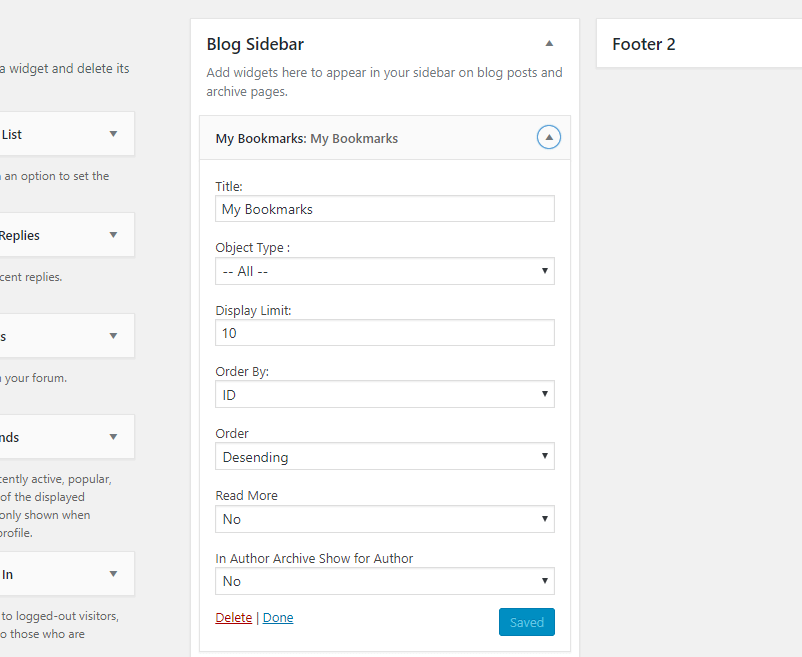 a widget and delete its
List
an option to set the
Replies
cent replies.
s
your forum.
nds
cently active, popular,
of the displayed
only shown when
profile.
In
to logged-out visitors,
o those who are
Blog Sidebar
Add widgets here to appear in your sidebar on blog posts and
archive pages.
My Bookmarks: My Bookmarks
Title:
My Bookmarks
Object Type :
-- All --
Display Limit:
10
Order By:
ID
Order
Desending
Read More
No
In Author Archive Show for Author
No
Delete | Done
Saved
Footer 2